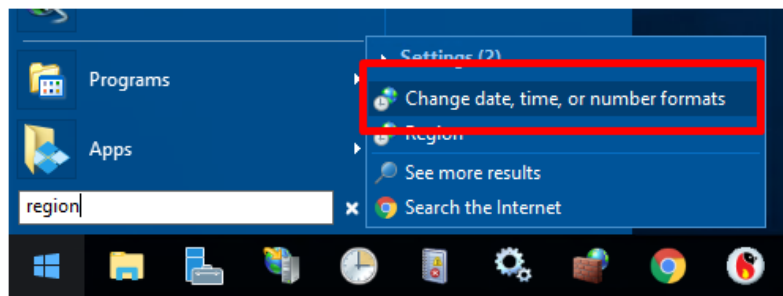 Settings (2)
Programs
Change date, time, or number formats
Region
Apps
See more results
region
Search the Internet